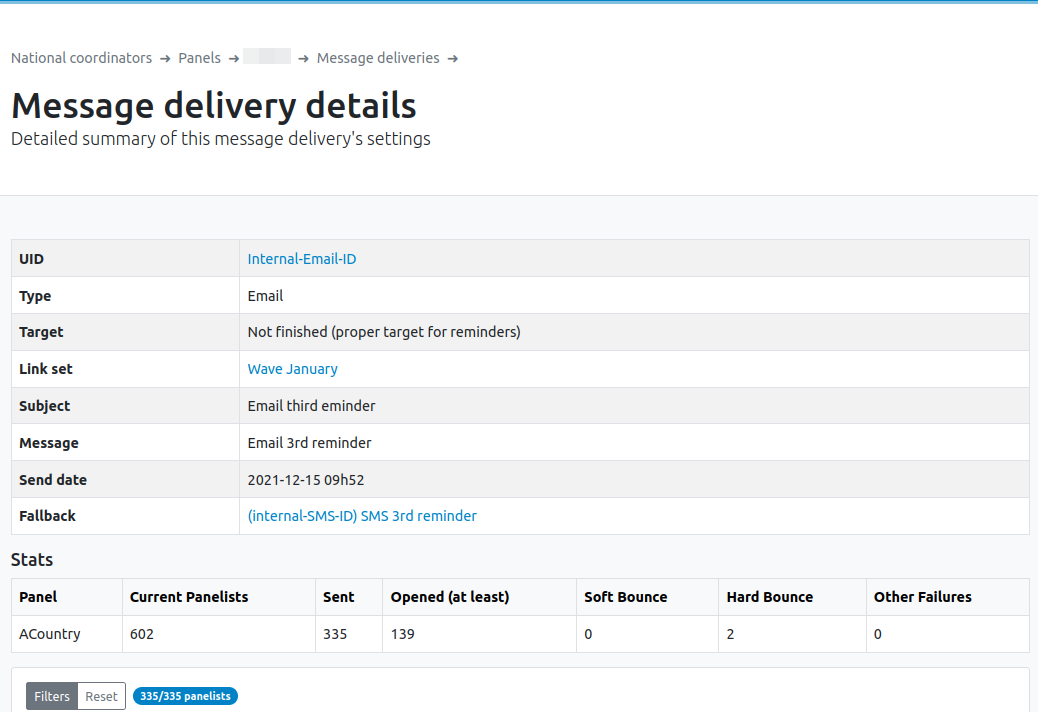 National coordinators → Panels → → Message deliveries →
Message delivery details
Detailed summary of this message delivery's settings
UID Internal-Email-ID
Type Email
Target Not finished (proper target for reminders)
Link set Wave January
Subject Email third eminder
Message Email 3rd reminder
Send date 2021-12-15 09h52
Fallback (internal-SMS-ID) SMS 3rd reminder
Stats
Panel Current Panelists Sent Opened (at least) Soft Bounce Hard Bounce Other Failures
ACountry 602 335 139 0 2 0
Filters Reset 335/335 panelists